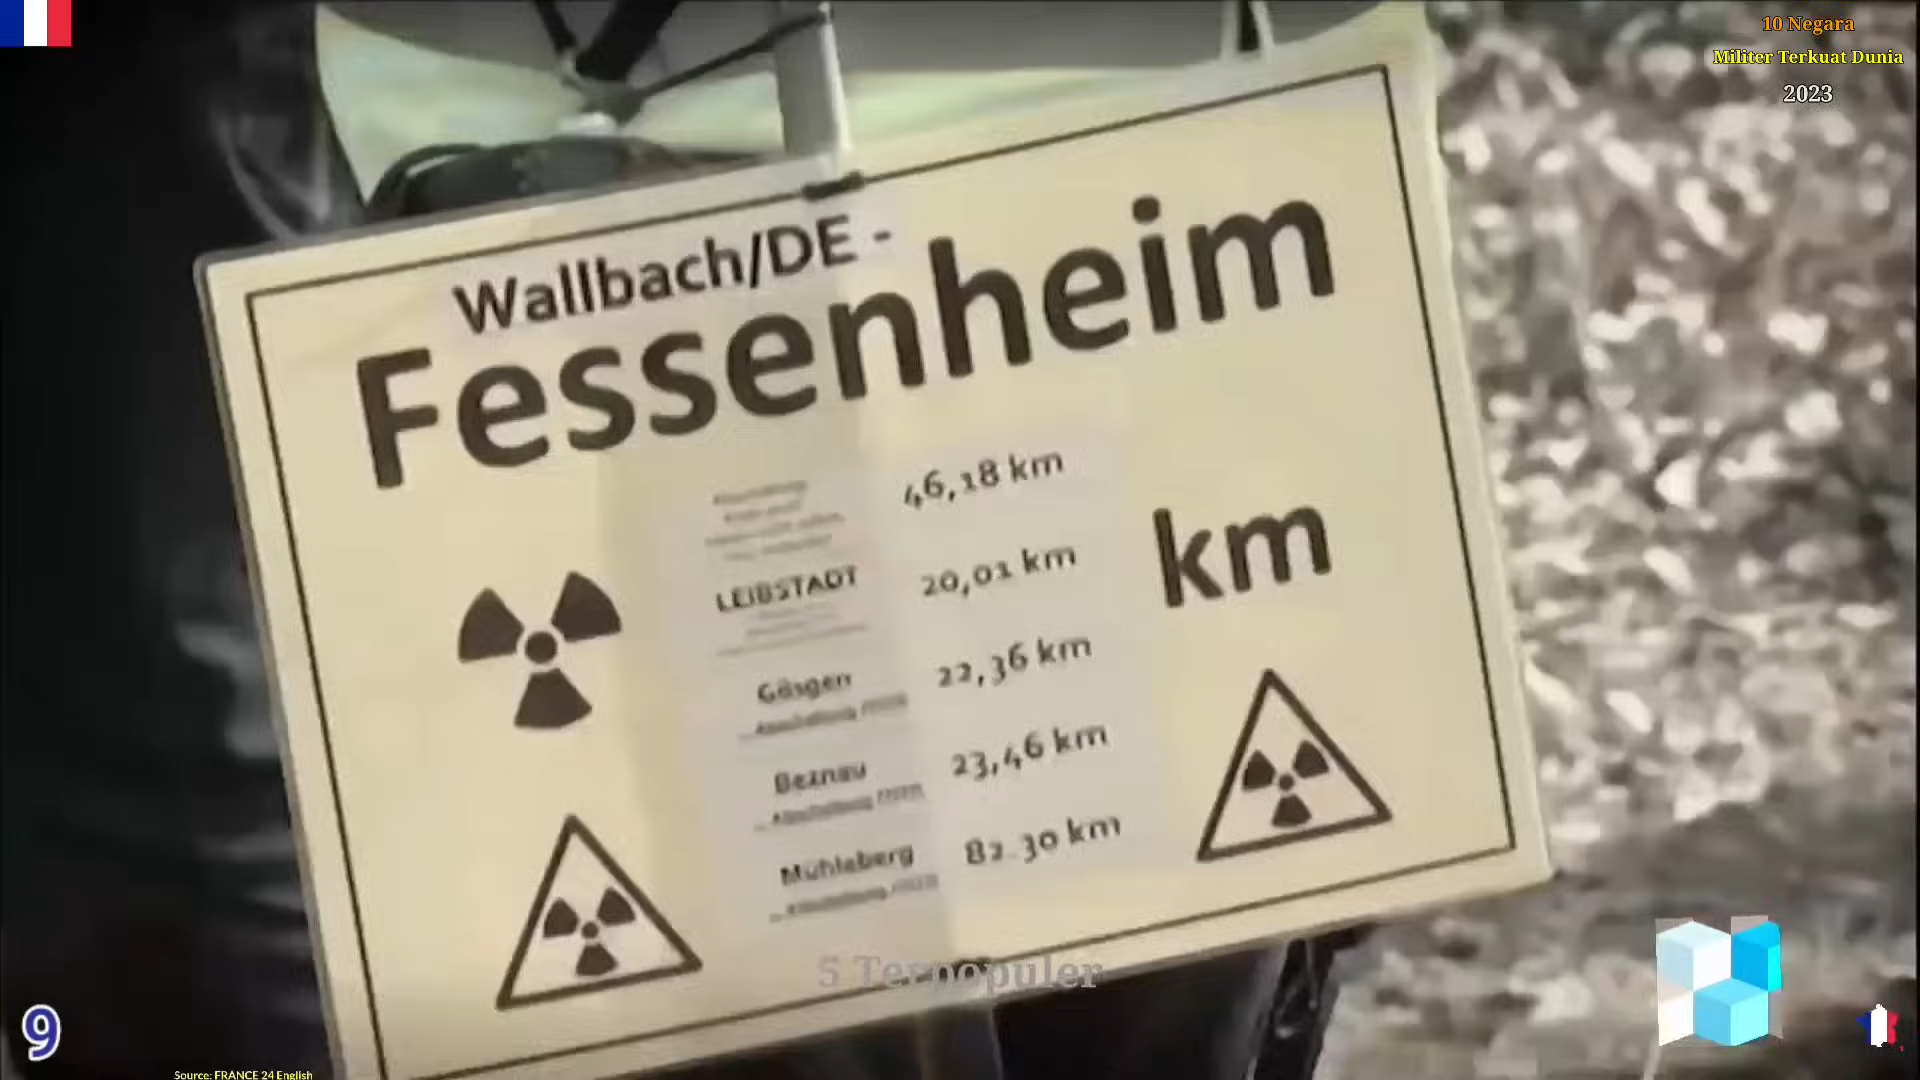 10 Negara
Militer Terkuat Dunia
2023
Wallbach/DE -
Fessenheim
46,18 km
km
LEIBSTADT 20,01 km
Gösgen 22,36 km
Beznau 23,46 km
Mühleberg 82.30 km
5 Terpopuler
9
Source: FRANCE 24 English